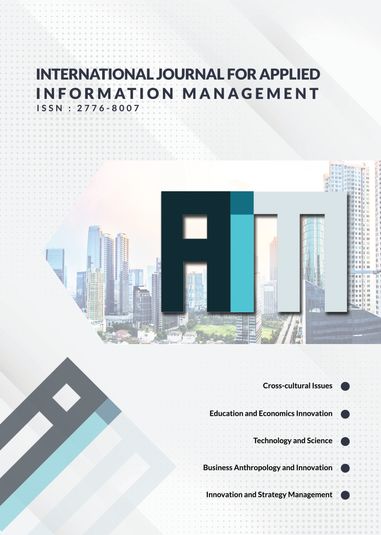 INTERNATIONAL JOURNAL FOR APPLIED
INFORMATION MANAGEMENT
ISSN : 2776-8007
AIM
Cross-cultural Issues
Education and Economics Innovation
Technology and Science
Business Anthropology and Innovation
Innovation and Strategy Management